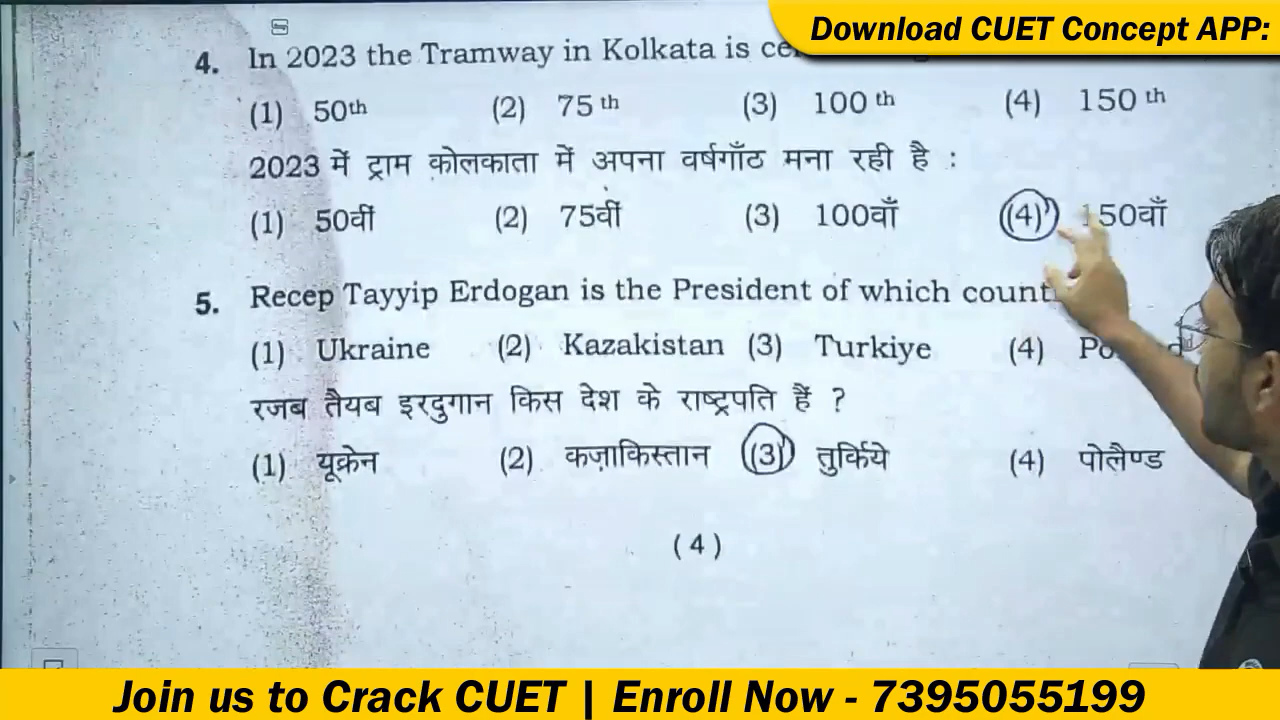 Download CUET Concept APP:
4. In 2023 the Tramway in Kolkata is
(1) 50th (2) 75th (3) 100th (4) 150th
2023 में ट्राम कोलकाता में अपना वर्षगाँठ मना रही है :
(1) 50वीं (2) 75वीं (3) 100वाँ (4) 150वाँ
5. Recep Tayyip Erdogan is the President of which
(1) Ukraine (2) Kazakistan (3) Turkiye (4)
रजब तैयब इरदुगान किस देश के राष्ट्रपति हैं ?
(1) यूक्रेन (2) कज़ाकिस्तान (3) तुर्किये (4) पोलैण्ड
(4)
Join us to Crack CUET | Enroll Now - 7395055199